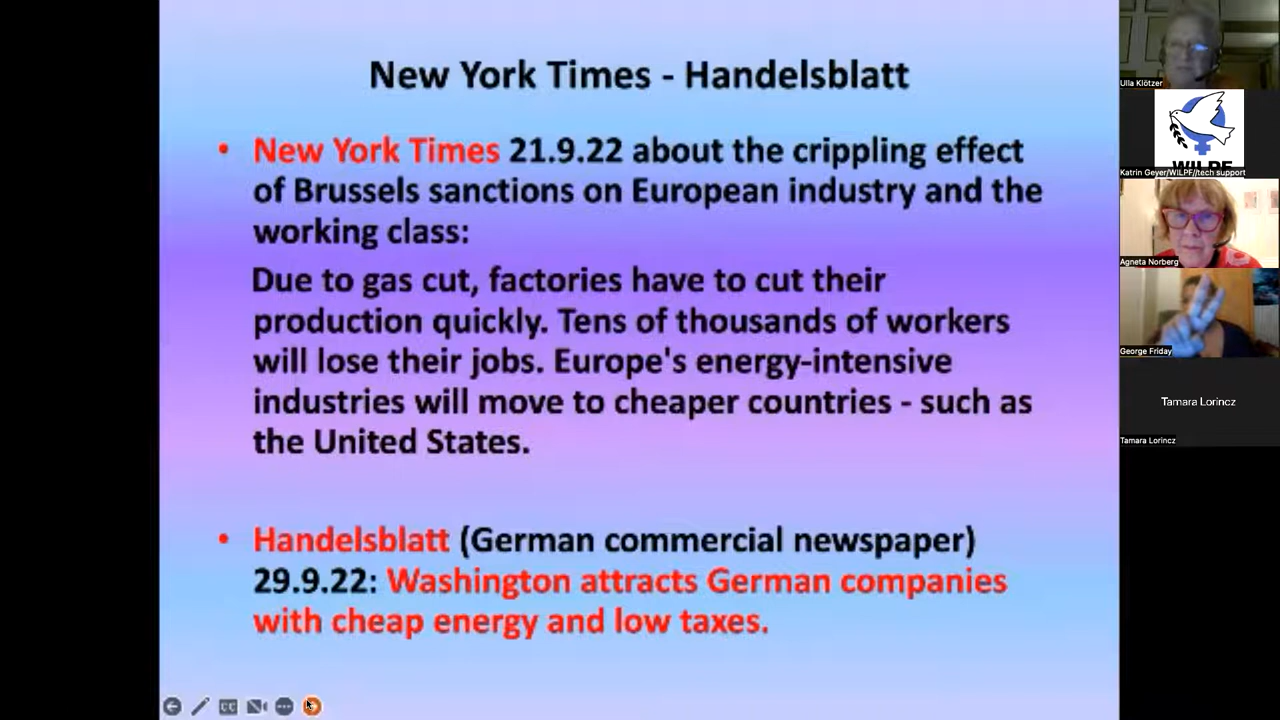 New York Times - Handelsblatt
• New York Times 21.9.22 about the crippling effect
of Brussels sanctions on European industry and the
working class:
Due to gas cut, factories have to cut their
production quickly. Tens of thousands of workers
will lose their jobs. Europe's energy-intensive
industries will move to cheaper countries - such as
the United States.
• Handelsblatt (German commercial newspaper)
29.9.22: Washington attracts German companies
with cheap energy and low taxes.
CC
Ulla Klötzer
WILPF
Katrin Geyer/WILPF//tech support
Agneta Norberg
George Friday
Tamara Lorincz
Tamara Lorincz